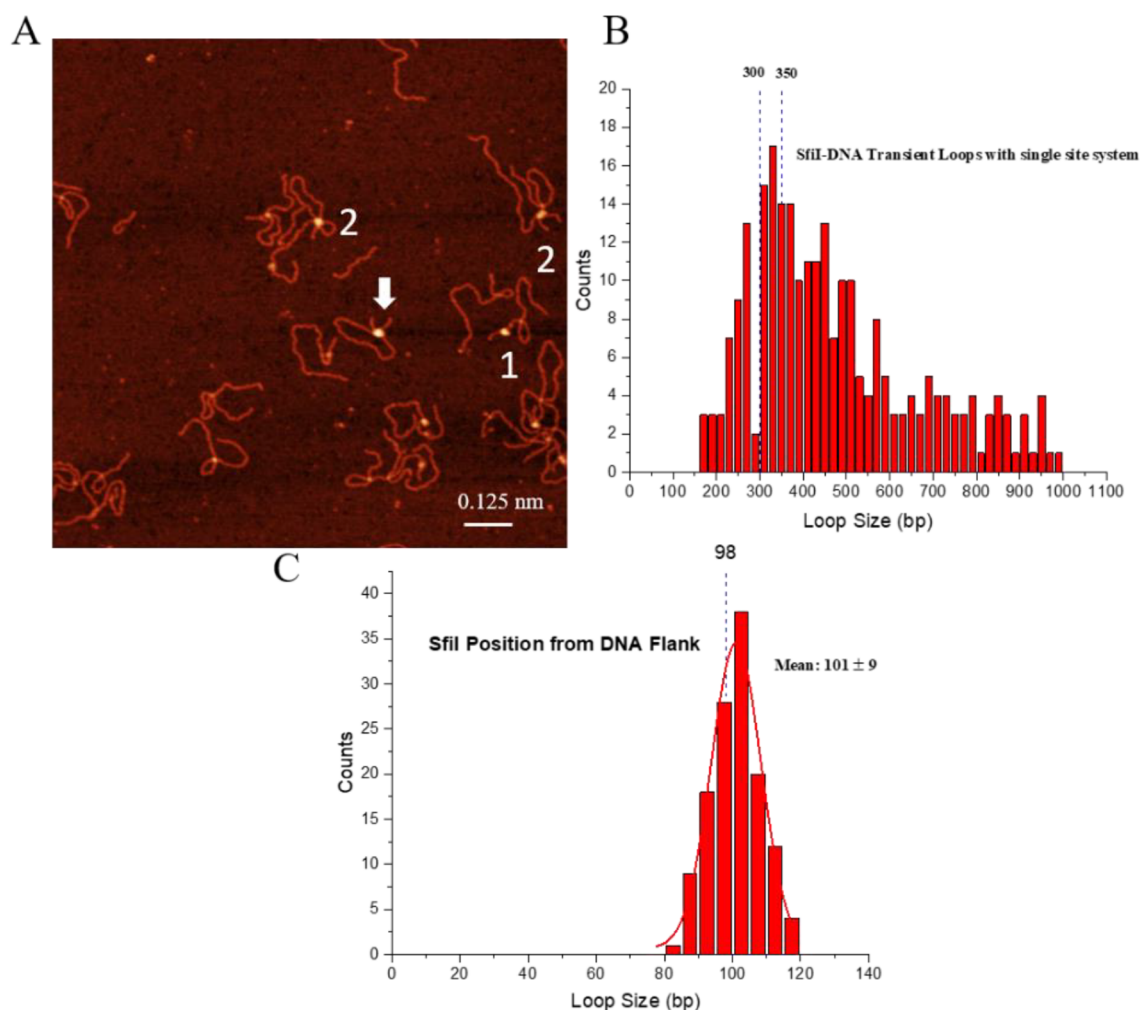 A
2
2
1
0.125 nm
B
300 350
20
18
16
14
12
10
8
6
4
2
0
Counts
SfiI-DNA Transient Loops with single site system
0 100 200 300 400 500 600 700 800 900 1000 1100
Loop Size (bp)
C
98
40
35
30
25
20
15
10
5
0
Counts
SfiI Position from DNA Flank
Mean: 101 ± 9
0 20 40 60 80 100 120 140
Loop Size (bp)